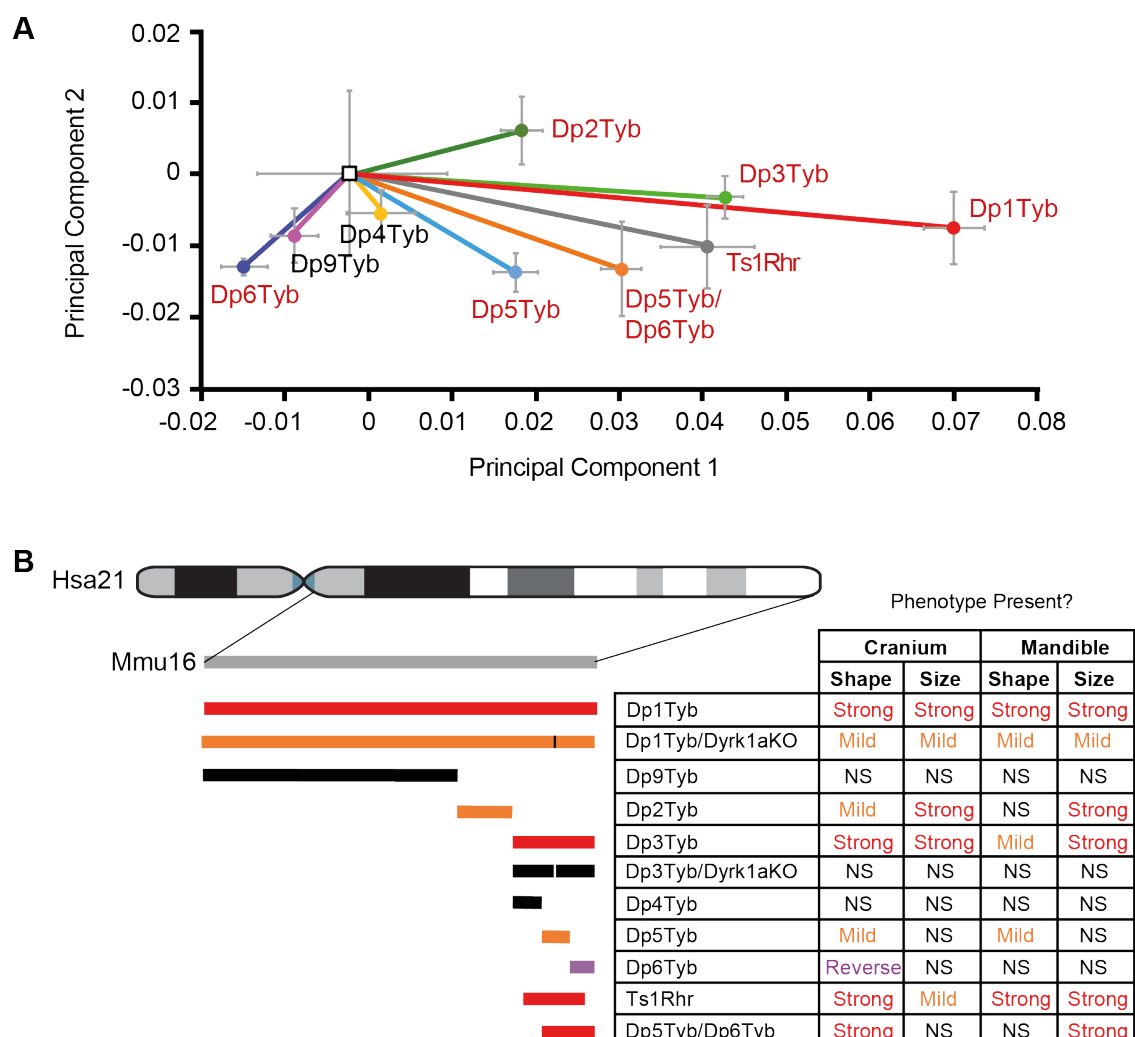 A
0.02
0.01
0
-0.01
-0.02
-0.03
Principal Component 2
Dp2Tyb
Dp3Tyb
Dp1Tyb
Dp4Tyb
Ts1Rhr
Dp9Tyb
Dp6Tyb
Dp5Tyb
Dp5Tyb/
Dp6Tyb
-0.02 -0.01 0 0.01 0.02 0.03 0.04 0.05 0.06 0.07 0.08
Principal Component 1
B
Hsa21
Mmu16
Phenotype Present?
Cranium Mandible
Shape Size Shape Size
Dp1Tyb Strong Strong Strong Strong
Dp1Tyb/Dyrk1aKO Mild Mild Mild Mild
Dp9Tyb NS NS NS NS
Dp2Tyb Mild Strong NS Strong
Dp3Tyb Strong Strong Mild Strong
Dp3Tyb/Dyrk1aKO NS NS NS NS
Dp4Tyb NS NS NS NS
Dp5Tyb Mild NS Mild NS
Dp6Tyb Reverse NS NS NS
Ts1Rhr Strong Mild Strong Strong
Dp5Tyb/Dp6Tyb Strong NS NS Strong